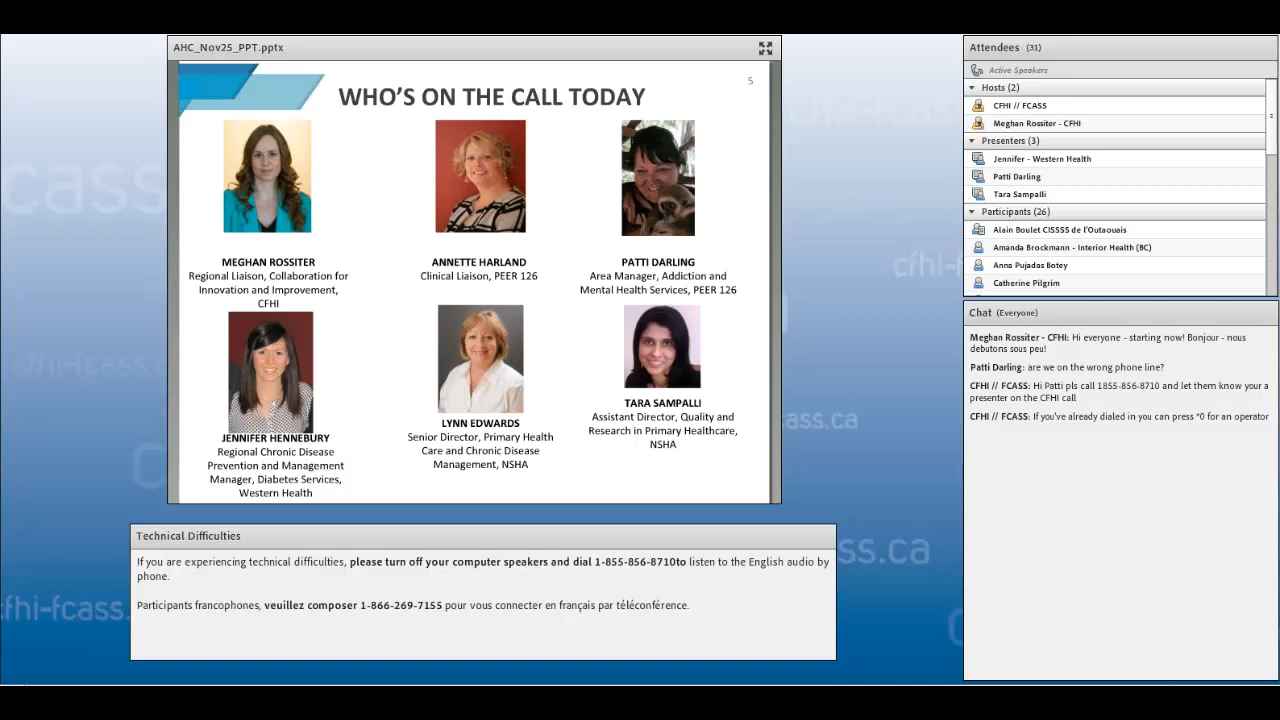 AHC_Nov25_PPT.pptx
5
WHO'S ON THE CALL TODAY
MEGHAN ROSSITER
Regional Liaison, Collaboration for
Innovation and Improvement,
CFHI
ANNETTE HARLAND
Clinical Liaison, PEER 126
PATTI DARLING
Area Manager, Addiction and
Mental Health Services, PEER 126
JENNIFER HENNEBURY
Regional Chronic Disease
Prevention and Management
Manager, Diabetes Services,
Western Health
LYNN EDWARDS
Senior Director, Primary Health
Care and Chronic Disease
Management, NSHA
TARA SAMPALLI
Assistant Director, Quality and
Research in Primary Healthcare,
NSHA
Technical Difficulties
If you are experiencing technical difficulties, please turn off your computer speakers and dial 1-855-856-8710to listen to the English audio by
phone.
Participants francophones, veuillez composer 1-866-269-7155 pour vous connecter en français par téléconférence.
Attendees (31)
Active Speakers
Hosts (2)
CFHI // FCASS
Meghan Rossiter - CFHI
Presenters (3)
Jennifer - Western Health
Patti Darling
Tara Sampalli
Participants (26)
Alain Boulet CISSSS de l'Outaouais
Amanda Brockmann - Interior Health (BC)
Anna Pujadas Botey
Catherine Pilgrim
Chat (Everyone)
Meghan Rossiter - CFHI: Hi everyone - starting now! Bonjour - nous
debutons sous peu!
Patti Darling: are we on the wrong phone line?
CFHI // FCASS: Hi Patti pls call 1855-856-8710 and let them know your a
presenter on the CFHI call
CFHI // FCASS: If you've already dialed in you can press *0 for an operator
cass.
cfhi-f
ss.ca
ss.ca
cfhi-fcass.